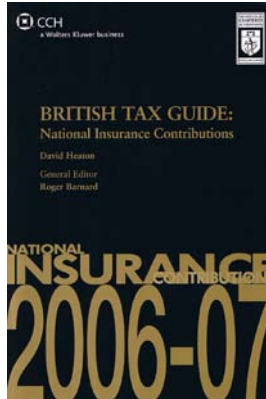 CCH
a Wolters Kluwer business
BRITISH TAX GUIDE:
National Insurance Contributions
David Heaton
General Editor
Roger Barnard
NATIONAL
INSURANCE
CONTRIBUTION
2006-07